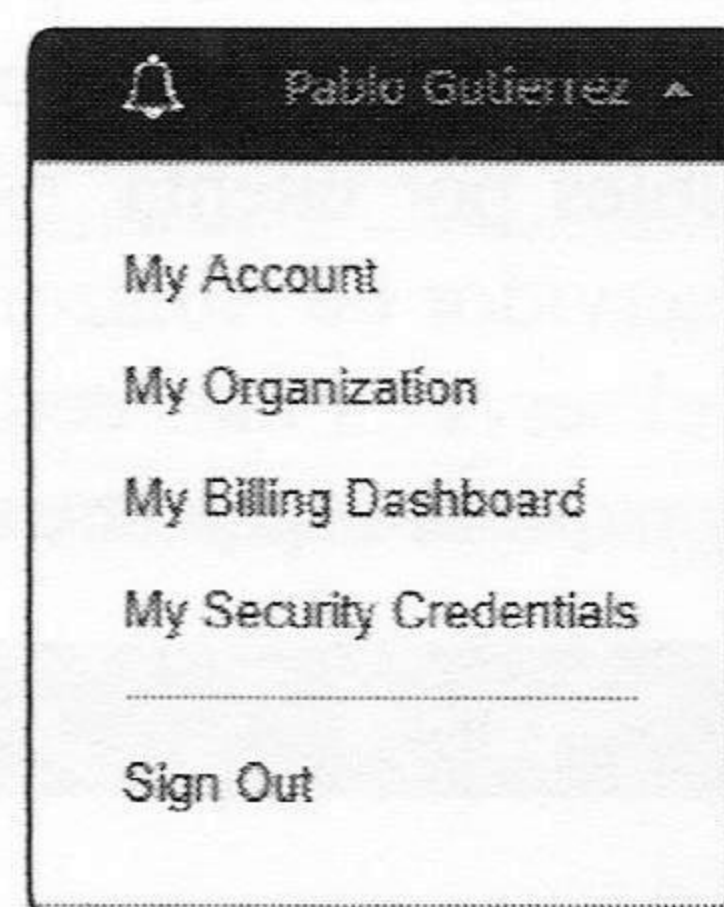 Pablo Gutierrez
My Account
My Organization
My Billing Dashboard
My Security Credentials
Sign Out